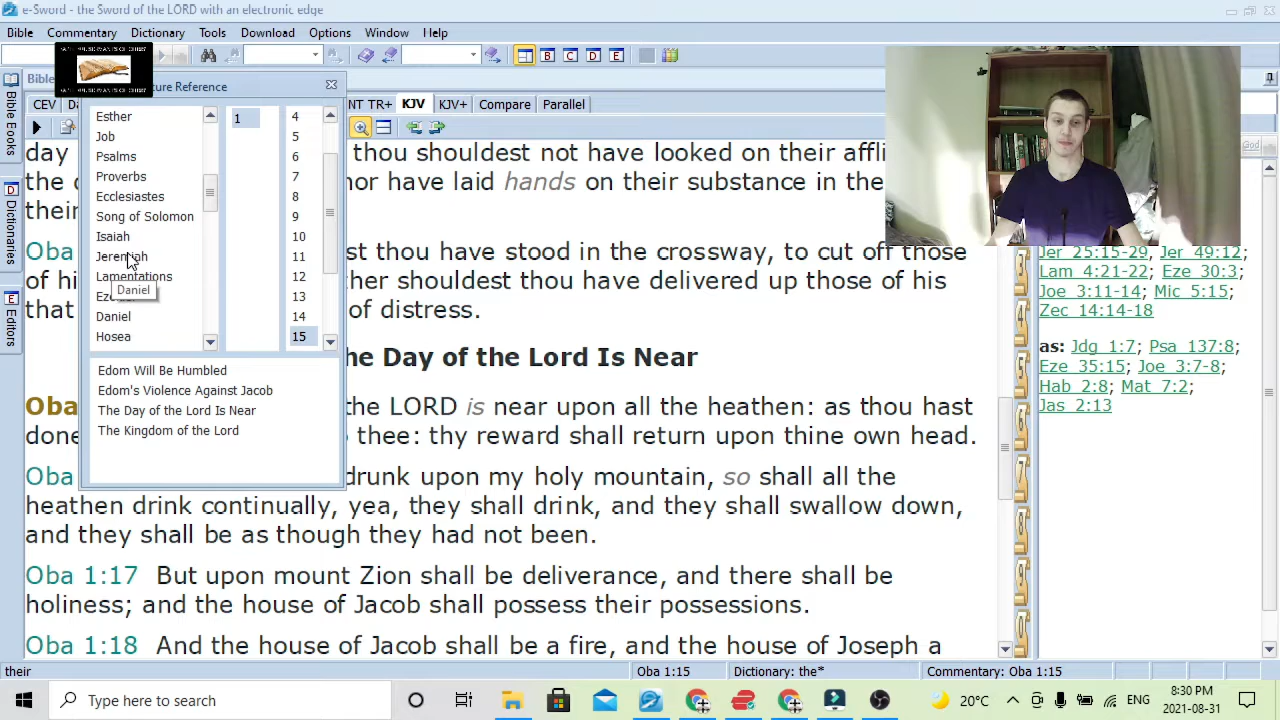 e-Sword - the Sword of the LORD with an electronic edge
Bible Commentary Dictionary Tools Download Options Window Help
B C D E
Bible
ure Reference
CEV
NT TR+ KJV KJV+ Compare Parallel
Bible Books
Dictionaries
Editors
Esther
Job
Psalms
Proverbs
Ecclesiastes
Song of Solomon
Isaiah
Jeremiah
Lamentations
Daniel
Daniel
Hosea
1
4
5
6
7
8
9
10
11
12
13
14
15
Edom Will Be Humbled
Edom's Violence Against Jacob
The Day of the Lord Is Near
The Kingdom of the Lord
day thou shouldest not have looked on their affli
the nor have laid hands on their substance in the
their
Oba st thou have stood in the crossway, to cut off those
of his ther shouldest thou have delivered up those of his
that of distress.
he Day of the Lord Is Near
Oba the LORD is near upon all the heathen: as thou hast
done thee: thy reward shall return upon thine own head.
Oba drunk upon my holy mountain, so shall all the
heathen drink continually, yea, they shall drink, and they shall swallow down,
and they shall be as though they had not been.
Oba 1:17 But upon mount Zion shall be deliverance, and there shall be
holiness; and the house of Jacob shall possess their possessions.
Oba 1:18 And the house of Jacob shall be a fire, and the house of Joseph a
God
Jer 25:15-29, Jer 49:12;
Lam 4:21-22; Eze 30:3;
Joe 3:11-14; Mic 5:15;
Zec 14:14-18
as: Jdg 1:7; Psa 137:8;
Eze 35:15; Joe 3:7-8;
Hab 2:8; Mat 7:2;
Jas 2:13
3
5
6
7
8
9
0
their Oba 1:15 Dictionary: the* Commentary: Oba 1:15
Type here to search
20°C ENG 8:30 PM
2021-08-31